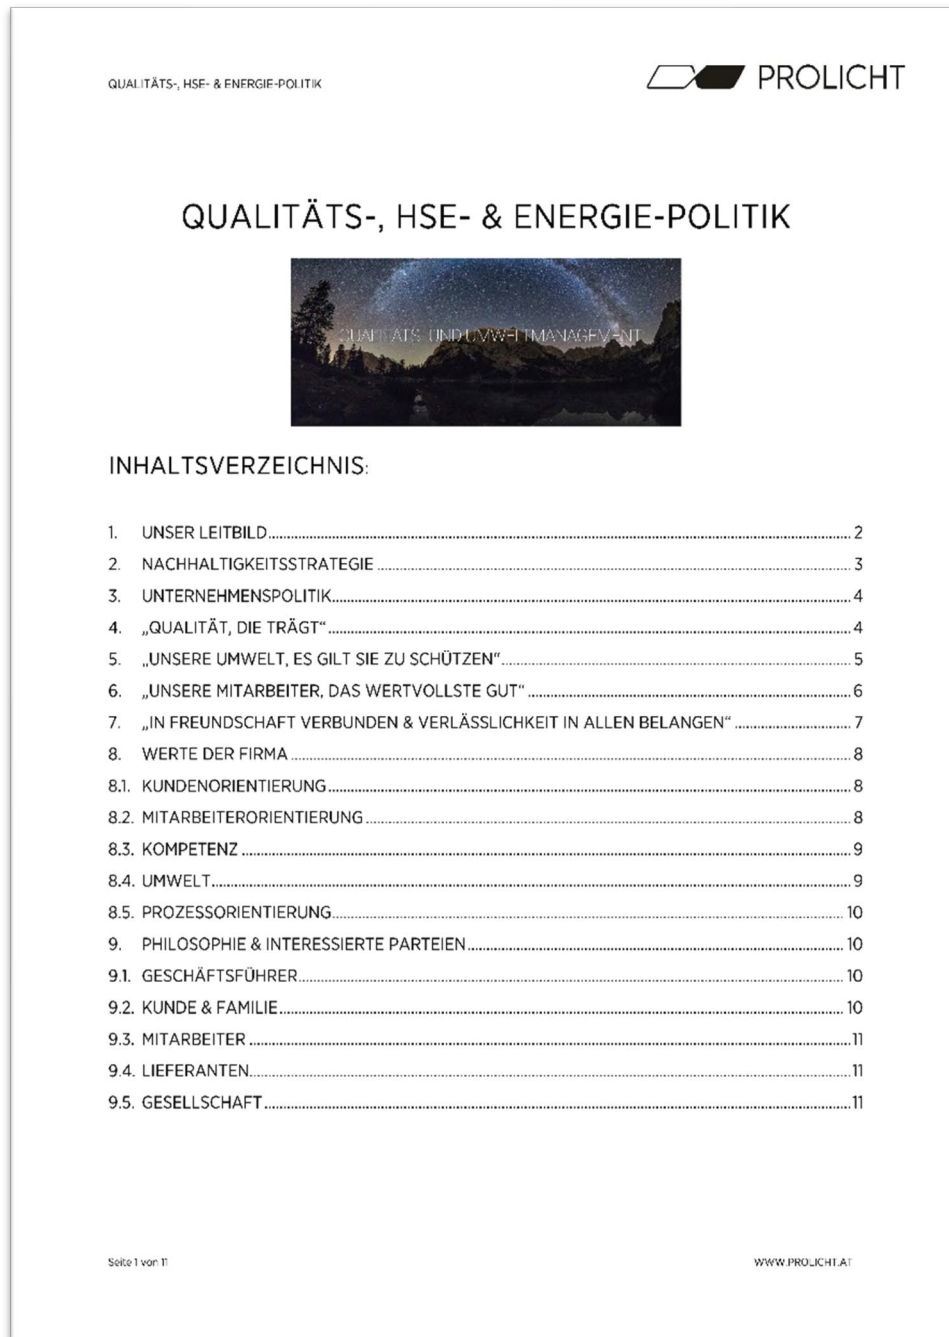 QUALITÄTS-, HSE- & ENERGIE-POLITIK
PROLICHT
QUALITÄTS-, HSE- & ENERGIE-POLITIK
QUALITÄTS- UND UMWELTMANAGEMENT
INHALTSVERZEICHNIS:
1. UNSER LEITBILD 2
2. NACHHALTIGKEITSSTRATEGIE 3
3. UNTERNEHMENSPOLITIK 4
4. „QUALITÄT, DIE TRÄGT“ 4
5. „UNSERE UMWELT, ES GILT SIE ZU SCHÜTZEN“ 5
6. „UNSERE MITARBEITER, DAS WERTVOLLSTE GUT“ 6
7. „IN FREUNDSCHAFT VERBUNDEN & VERLÄSSLICHKEIT IN ALLEN BELANGEN“ 7
8. WERTE DER FIRMA 8
8.1. KUNDENORIENTIERUNG 8
8.2. MITARBEITERORIENTIERUNG 8
8.3. KOMPETENZ 9
8.4. UMWELT 9
8.5. PROZESSORIENTIERUNG 10
9. PHILOSOPHIE & INTERESSIERTE PARTEIEN 10
9.1. GESCHÄFTSFÜHRER 10
9.2. KUNDE & FAMILIE 10
9.3. MITARBEITER 11
9.4. LIEFERANTEN 11
9.5. GESELLSCHAFT 11
Seite 1 von 11
WWW.PROLICHT.AT